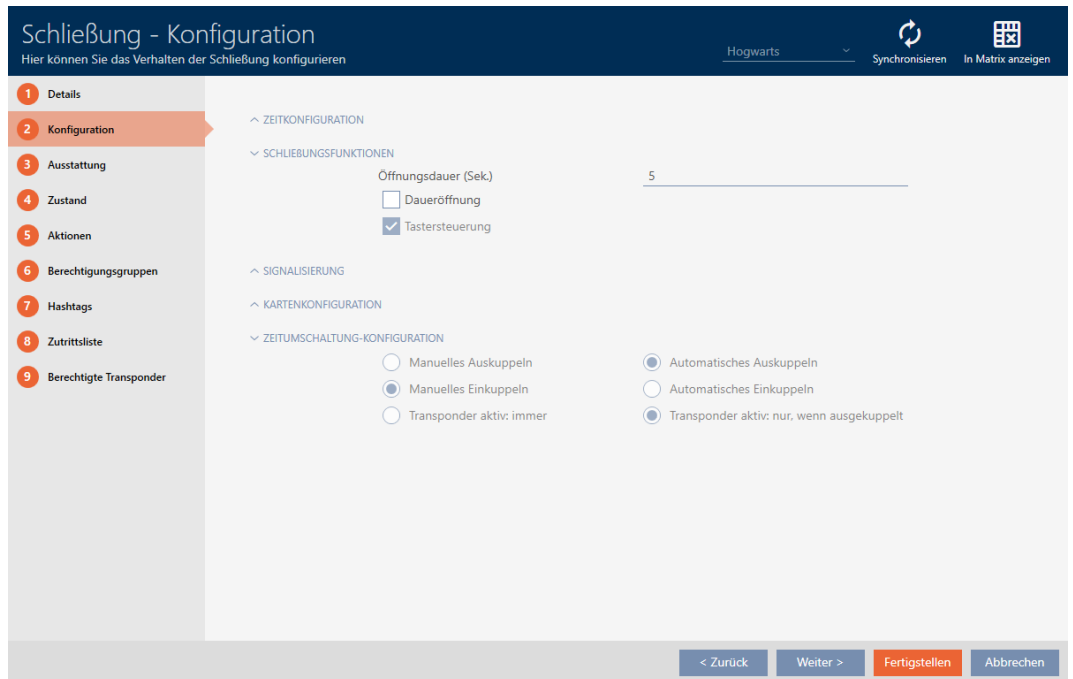 Schließung - Konfiguration
Hier können Sie das Verhalten der Schließung konfigurieren
Hogwarts
Synchronisieren
In Matrix anzeigen
1 Details
2 Konfiguration
3 Ausstattung
4 Zustand
5 Aktionen
6 Berechtigungsgruppen
7 Hashtags
8 Zutrittsliste
9 Berechtigte Transponder
ZEITKONFIGURATION
SCHLIEßUNGSFUNKTIONEN
Öffnungsdauer (Sek.) 5
Daueröffnung
Tastersteuerung
SIGNALISIERUNG
KARTENKONFIGURATION
ZEITUMSCHALTUNG-KONFIGURATION
Manuelles Auskuppeln Automatisches Auskuppeln
Manuelles Einkuppeln Automatisches Einkuppeln
Transponder aktiv: immer Transponder aktiv: nur, wenn ausgekuppelt
< Zurück Weiter > Fertigstellen Abbrechen